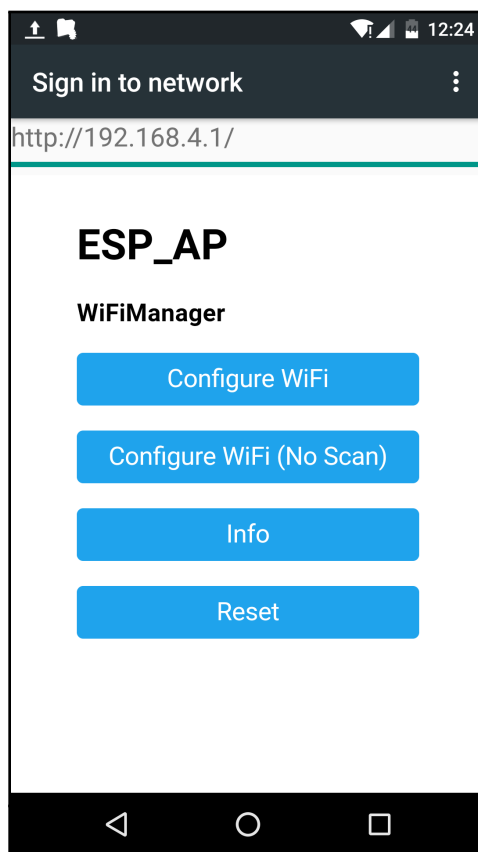 12:24
Sign in to network
http://192.168.4.1/
ESP_AP
WiFiManager
Configure WiFi
Configure WiFi (No Scan)
Info
Reset